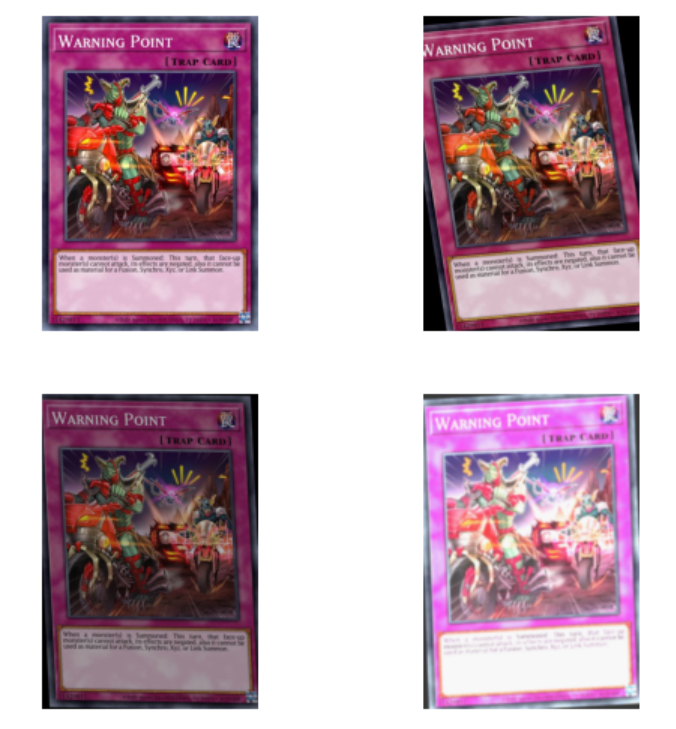 WARNING POINT
[TRAP CARD]
When a monster(s) is Summoned: This turn, that face-up
monster(s) cannot attack, its effects are negated, also it cannot be
used as material for a Fusion, Synchro, Xyz, or Link Summon.
WARNING POINT
[TRAP CARD]
When a monster(s) is Summoned: This turn, that face-up
monster(s) cannot attack, its effects are negated, also it cannot be
used as material for a Fusion, Synchro, Xyz, or Link Summon.
WARNING POINT
[TRAP CARD]
When a monster(s) is Summoned: This turn, that face-up
monster(s) cannot attack, its effects are negated, also it cannot be
used as material for a Fusion, Synchro, Xyz, or Link Summon.
WARNING POINT
[TRAP CARD]
When a monster(s) is Summoned: This turn, that face-up
monster(s) cannot attack, its effects are negated, also it cannot be
used as material for a Fusion, Synchro, Xyz, or Link Summon.